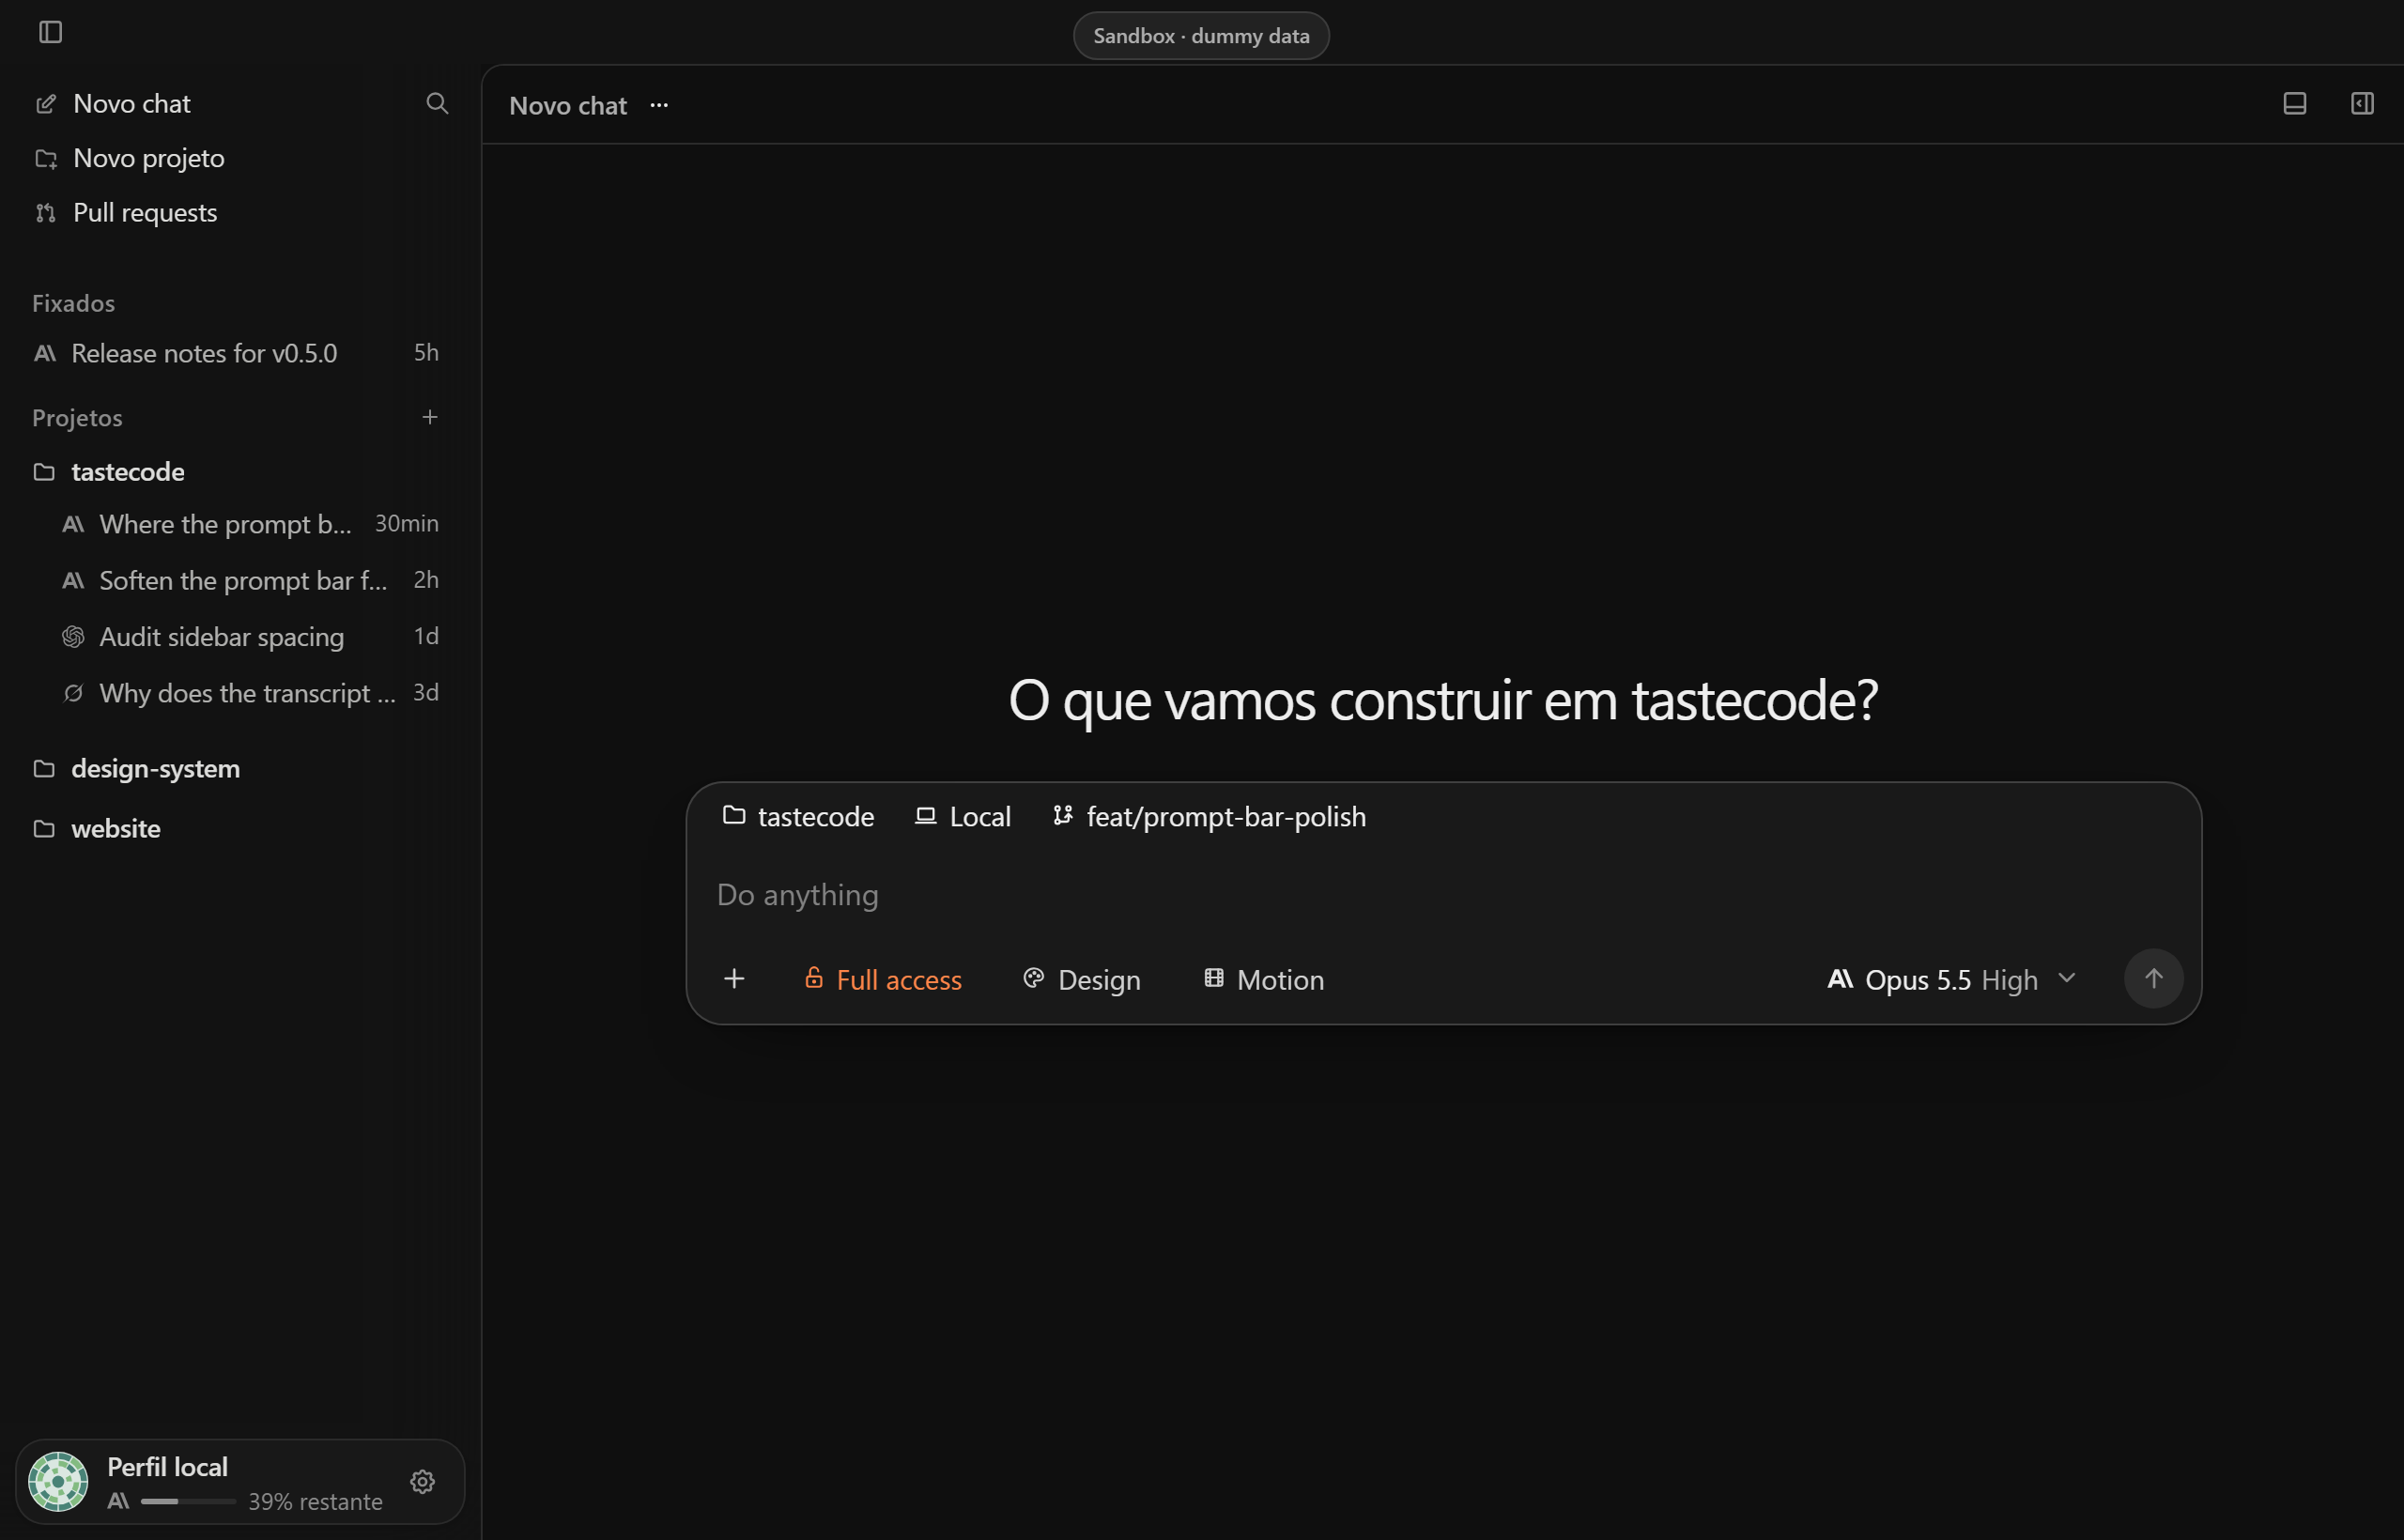 Sandbox · dummy data
Novo chat
Novo projeto
Pull requests
Fixados
Release notes for v0.5.0 5h
Projetos
tastecode
Where the prompt b... 30min
Soften the prompt bar f... 2h
Audit sidebar spacing 1d
Why does the transcript ... 3d
design-system
website
Perfil local
39% restante
Novo chat
O que vamos construir em tastecode?
tastecode Local feat/prompt-bar-polish
Do anything
Full access Design Motion Opus 5.5 High